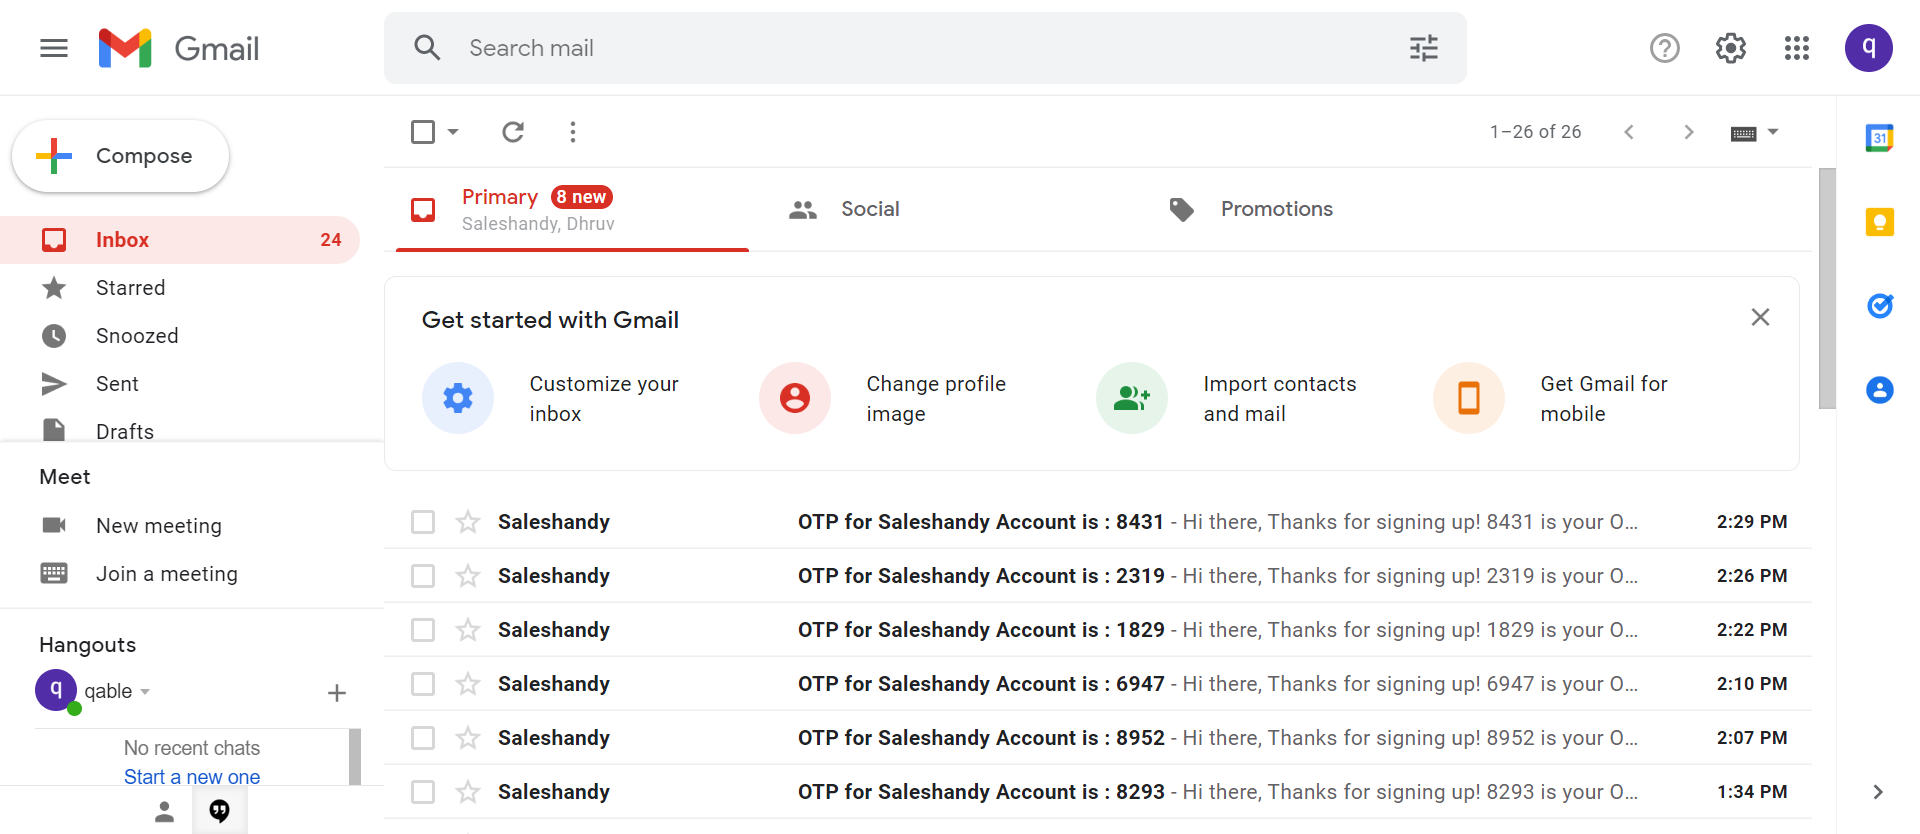 Gmail
Search mail
q
Compose
1–26 of 26
31
Primary 8 new
Saleshandy, Dhruv
Social
Promotions
Inbox 24
Starred
Snoozed
Sent
Drafts
Get started with Gmail
Customize your
inbox
Change profile
image
Import contacts
and mail
Get Gmail for
mobile
Meet
New meeting
Join a meeting
Hangouts
q qable
No recent chats
Start a new one
Saleshandy OTP for Saleshandy Account is : 8431 - Hi there, Thanks for signing up! 8431 is your O... 2:29 PM
Saleshandy OTP for Saleshandy Account is : 2319 - Hi there, Thanks for signing up! 2319 is your O... 2:26 PM
Saleshandy OTP for Saleshandy Account is : 1829 - Hi there, Thanks for signing up! 1829 is your O... 2:22 PM
Saleshandy OTP for Saleshandy Account is : 6947 - Hi there, Thanks for signing up! 6947 is your O... 2:10 PM
Saleshandy OTP for Saleshandy Account is : 8952 - Hi there, Thanks for signing up! 8952 is your O... 2:07 PM
Saleshandy OTP for Saleshandy Account is : 8293 - Hi there, Thanks for signing up! 8293 is your O... 1:34 PM